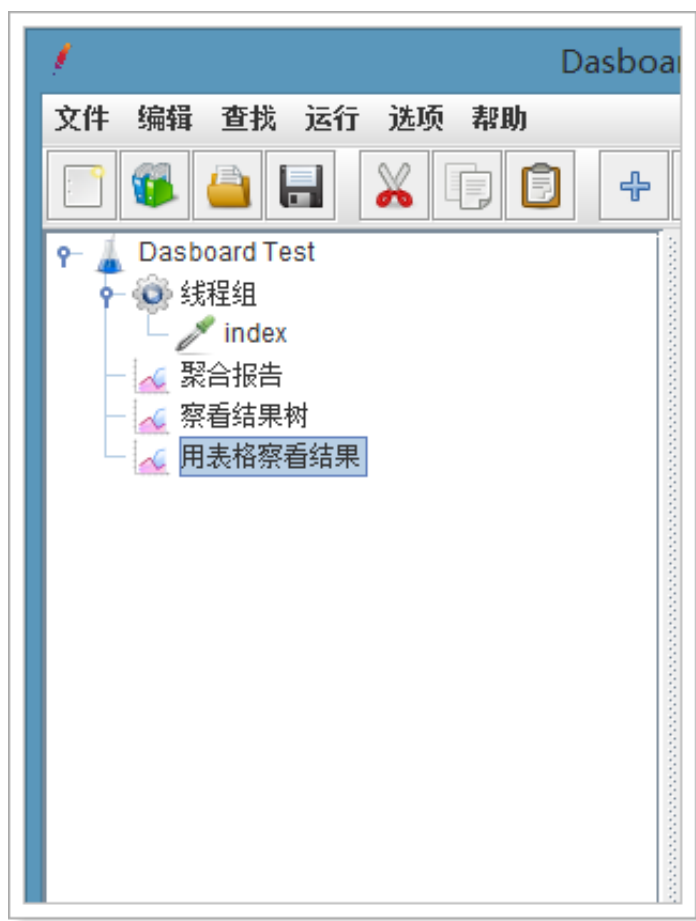 Dasboa
文件 编辑 查找 运行 选项 帮助
Dasboard Test
线程组
index
聚合报告
察看结果树
用表格察看结果